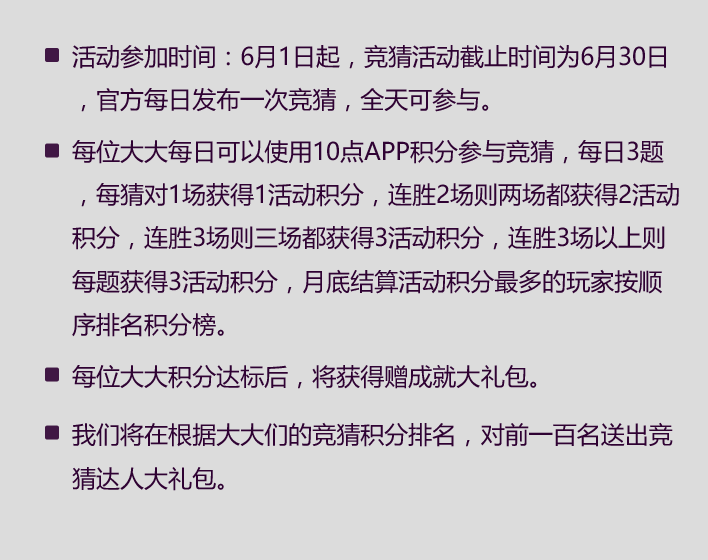 活动参加时间：6月1日起，竞猜活动截止时间为6月30日
，官方每日发布一次竞猜，全天可参与。
每位大大每日可以使用10点APP积分参与竞猜，每日3题
，每猜对1场获得1活动积分，连胜2场则两场都获得2活动
积分，连胜3场则三场都获得3活动积分，连胜3场以上则
每题获得3活动积分，月底结算活动积分最多的玩家按顺
序排名积分榜。
每位大大积分达标后，将获得赠成就大礼包。
我们将在根据大大们的竞猜积分排名，对前一百名送出竞
猜达人大礼包。